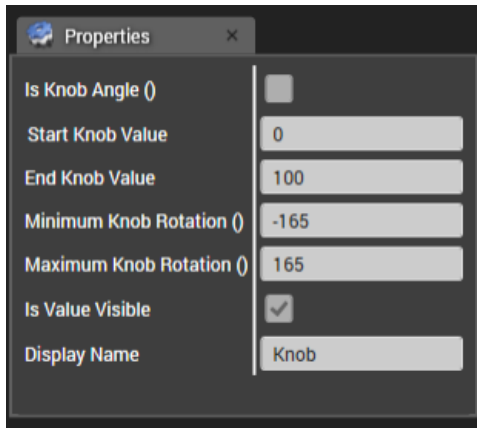 Properties ×
Is Knob Angle ()
Start Knob Value 0
End Knob Value 100
Minimum Knob Rotation () -165
Maximum Knob Rotation () 165
Is Value Visible
Display Name Knob